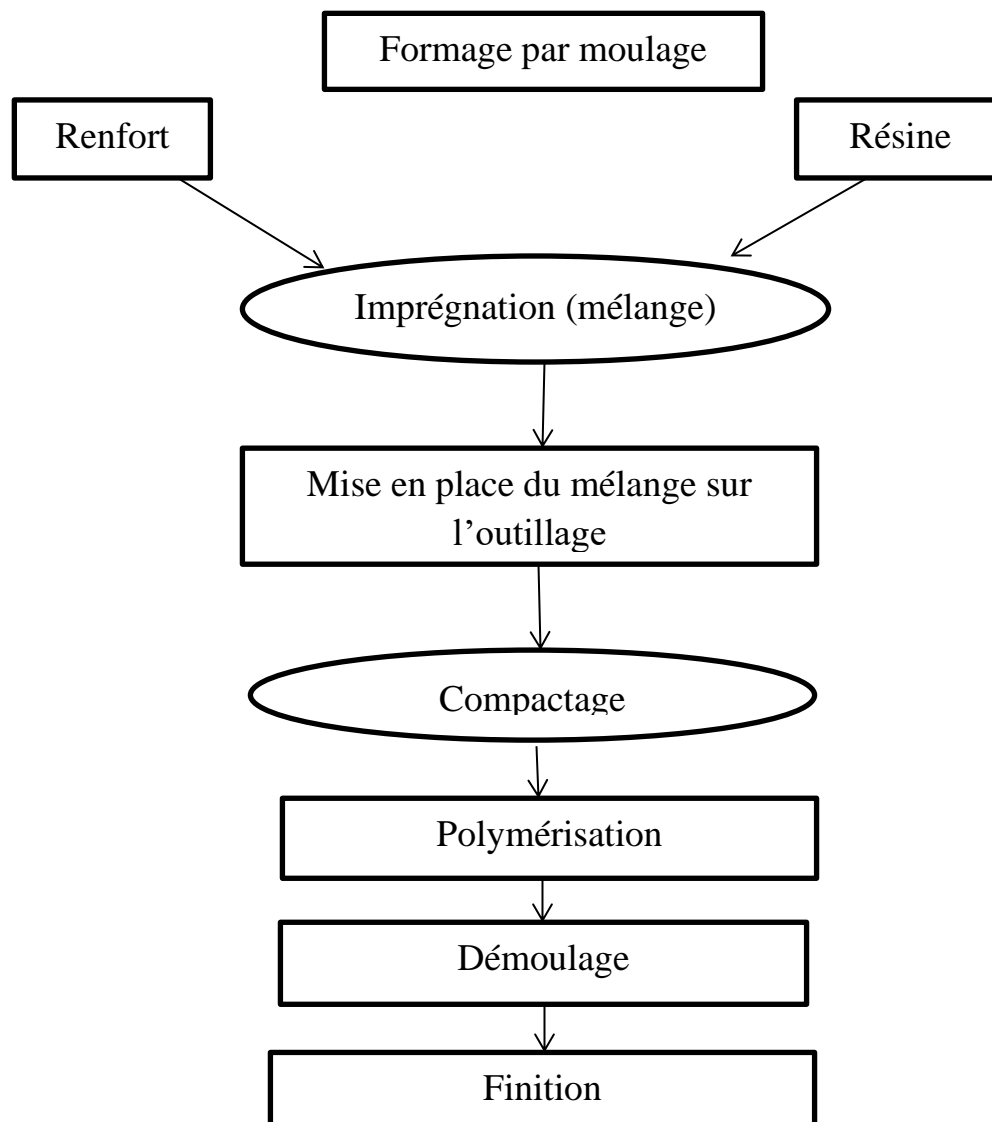 Formage par moulage
Renfort
Résine
Imprégnation (mélange)
Mise en place du mélange sur
l’outillage
Compactage
Polymérisation
Démoulage
Finition